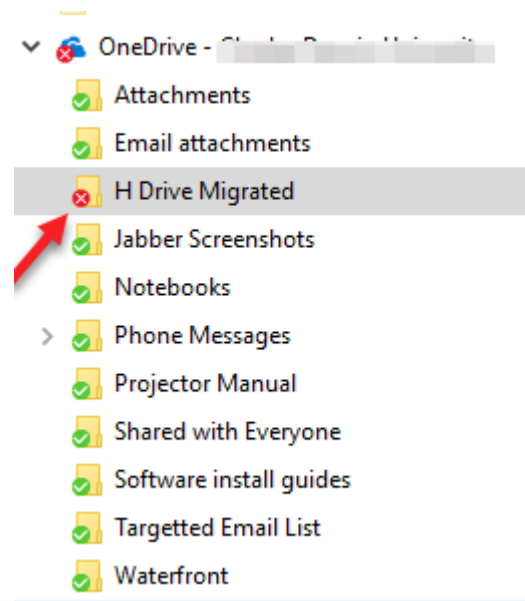 OneDrive -
Attachments
Email attachments
H Drive Migrated
Jabber Screenshots
Notebooks
Phone Messages
Projector Manual
Shared with Everyone
Software install guides
Targetted Email List
Waterfront